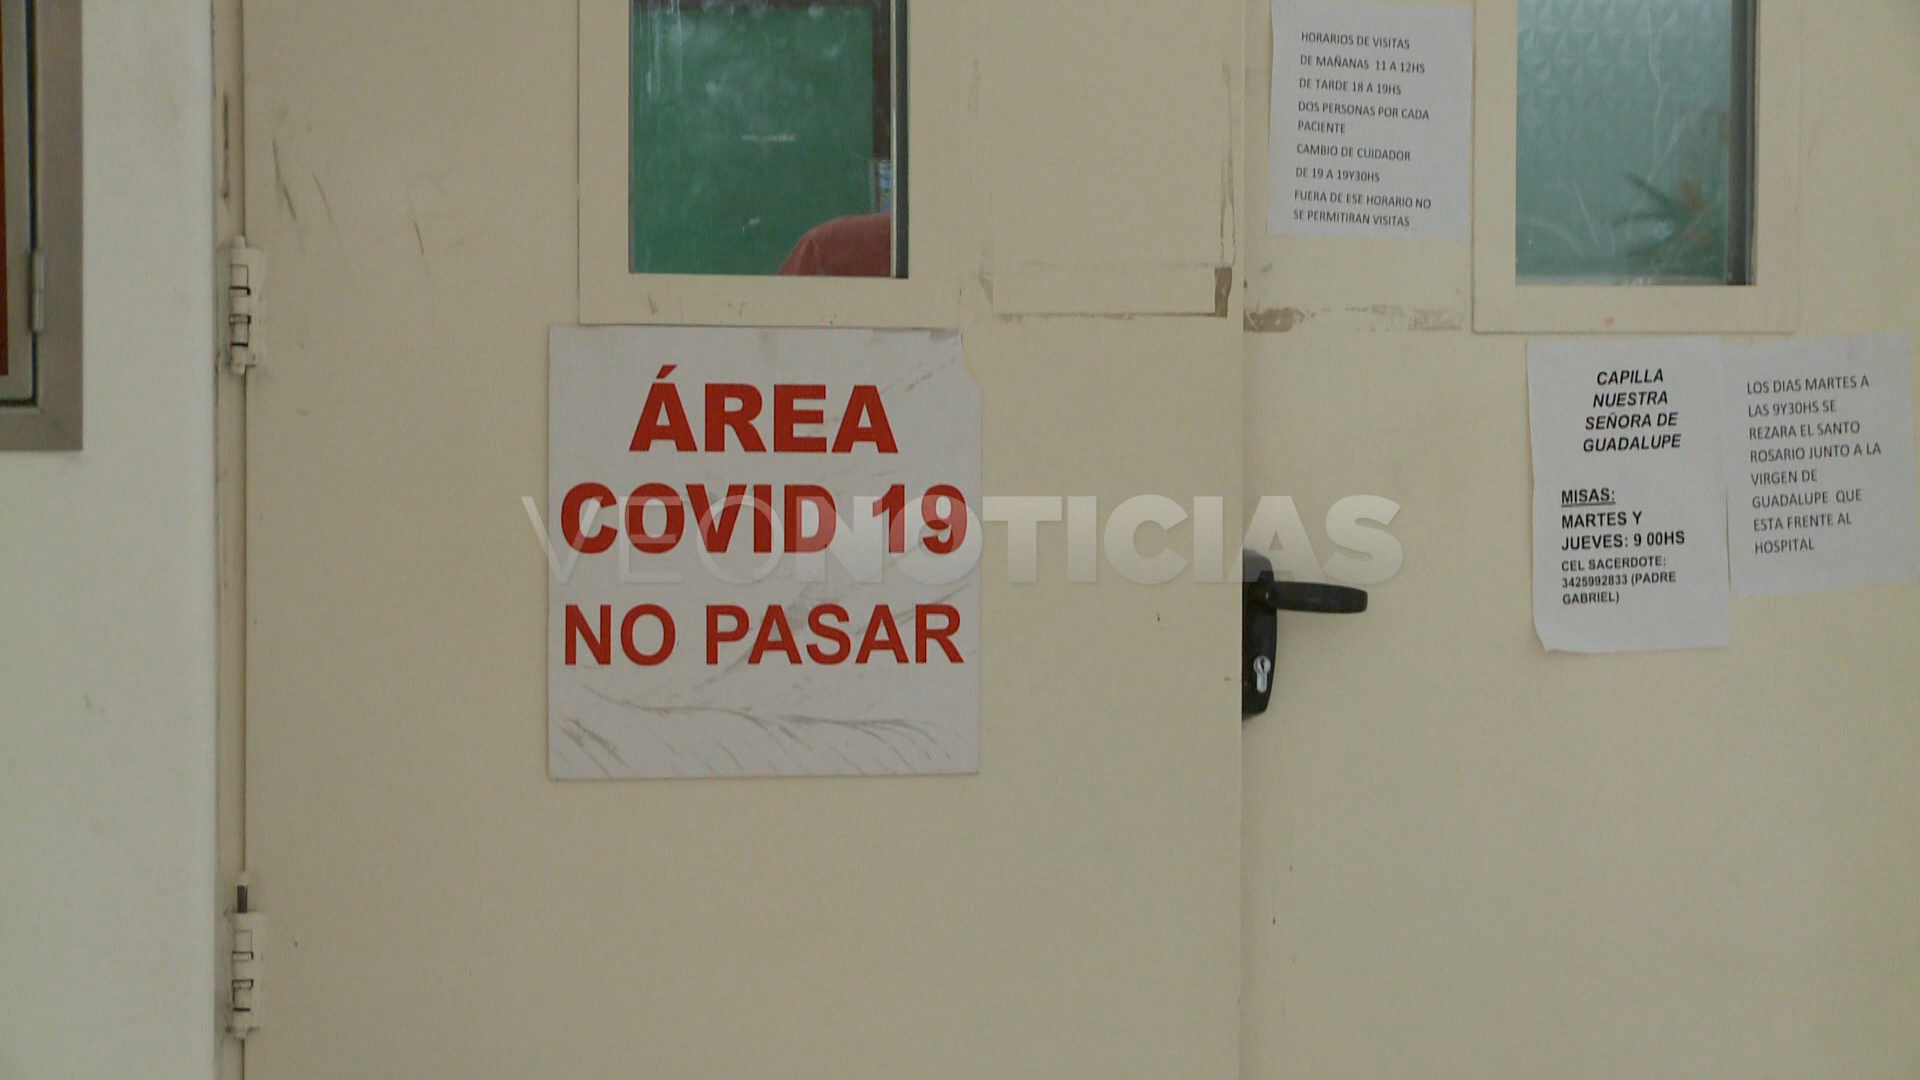 HORARIOS DE VISITAS
DE MAÑANAS 11 A 12HS
DE TARDE 18 A 19HS
DOS PERSONAS POR CADA
PACIENTE
CAMBIO DE CUIDADOR
DE 19 A 19Y30HS
FUERA DE ESE HORARIO NO
SE PERMITIRAN VISITAS
ÁREA
COVID 19
NO PASAR
VEONOTICIAS
CAPILLA
NUESTRA
SEÑORA DE
GUADALUPE
MISAS:
MARTES Y
JUEVES: 9 00HS
CEL SACERDOTE:
3425992833 (PADRE
GABRIEL)
LOS DIAS MARTES A
LAS 9Y30HS SE
REZARA EL SANTO
ROSARIO JUNTO A LA
VIRGEN DE
GUADALUPE QUE
ESTA FRENTE AL
HOSPITAL